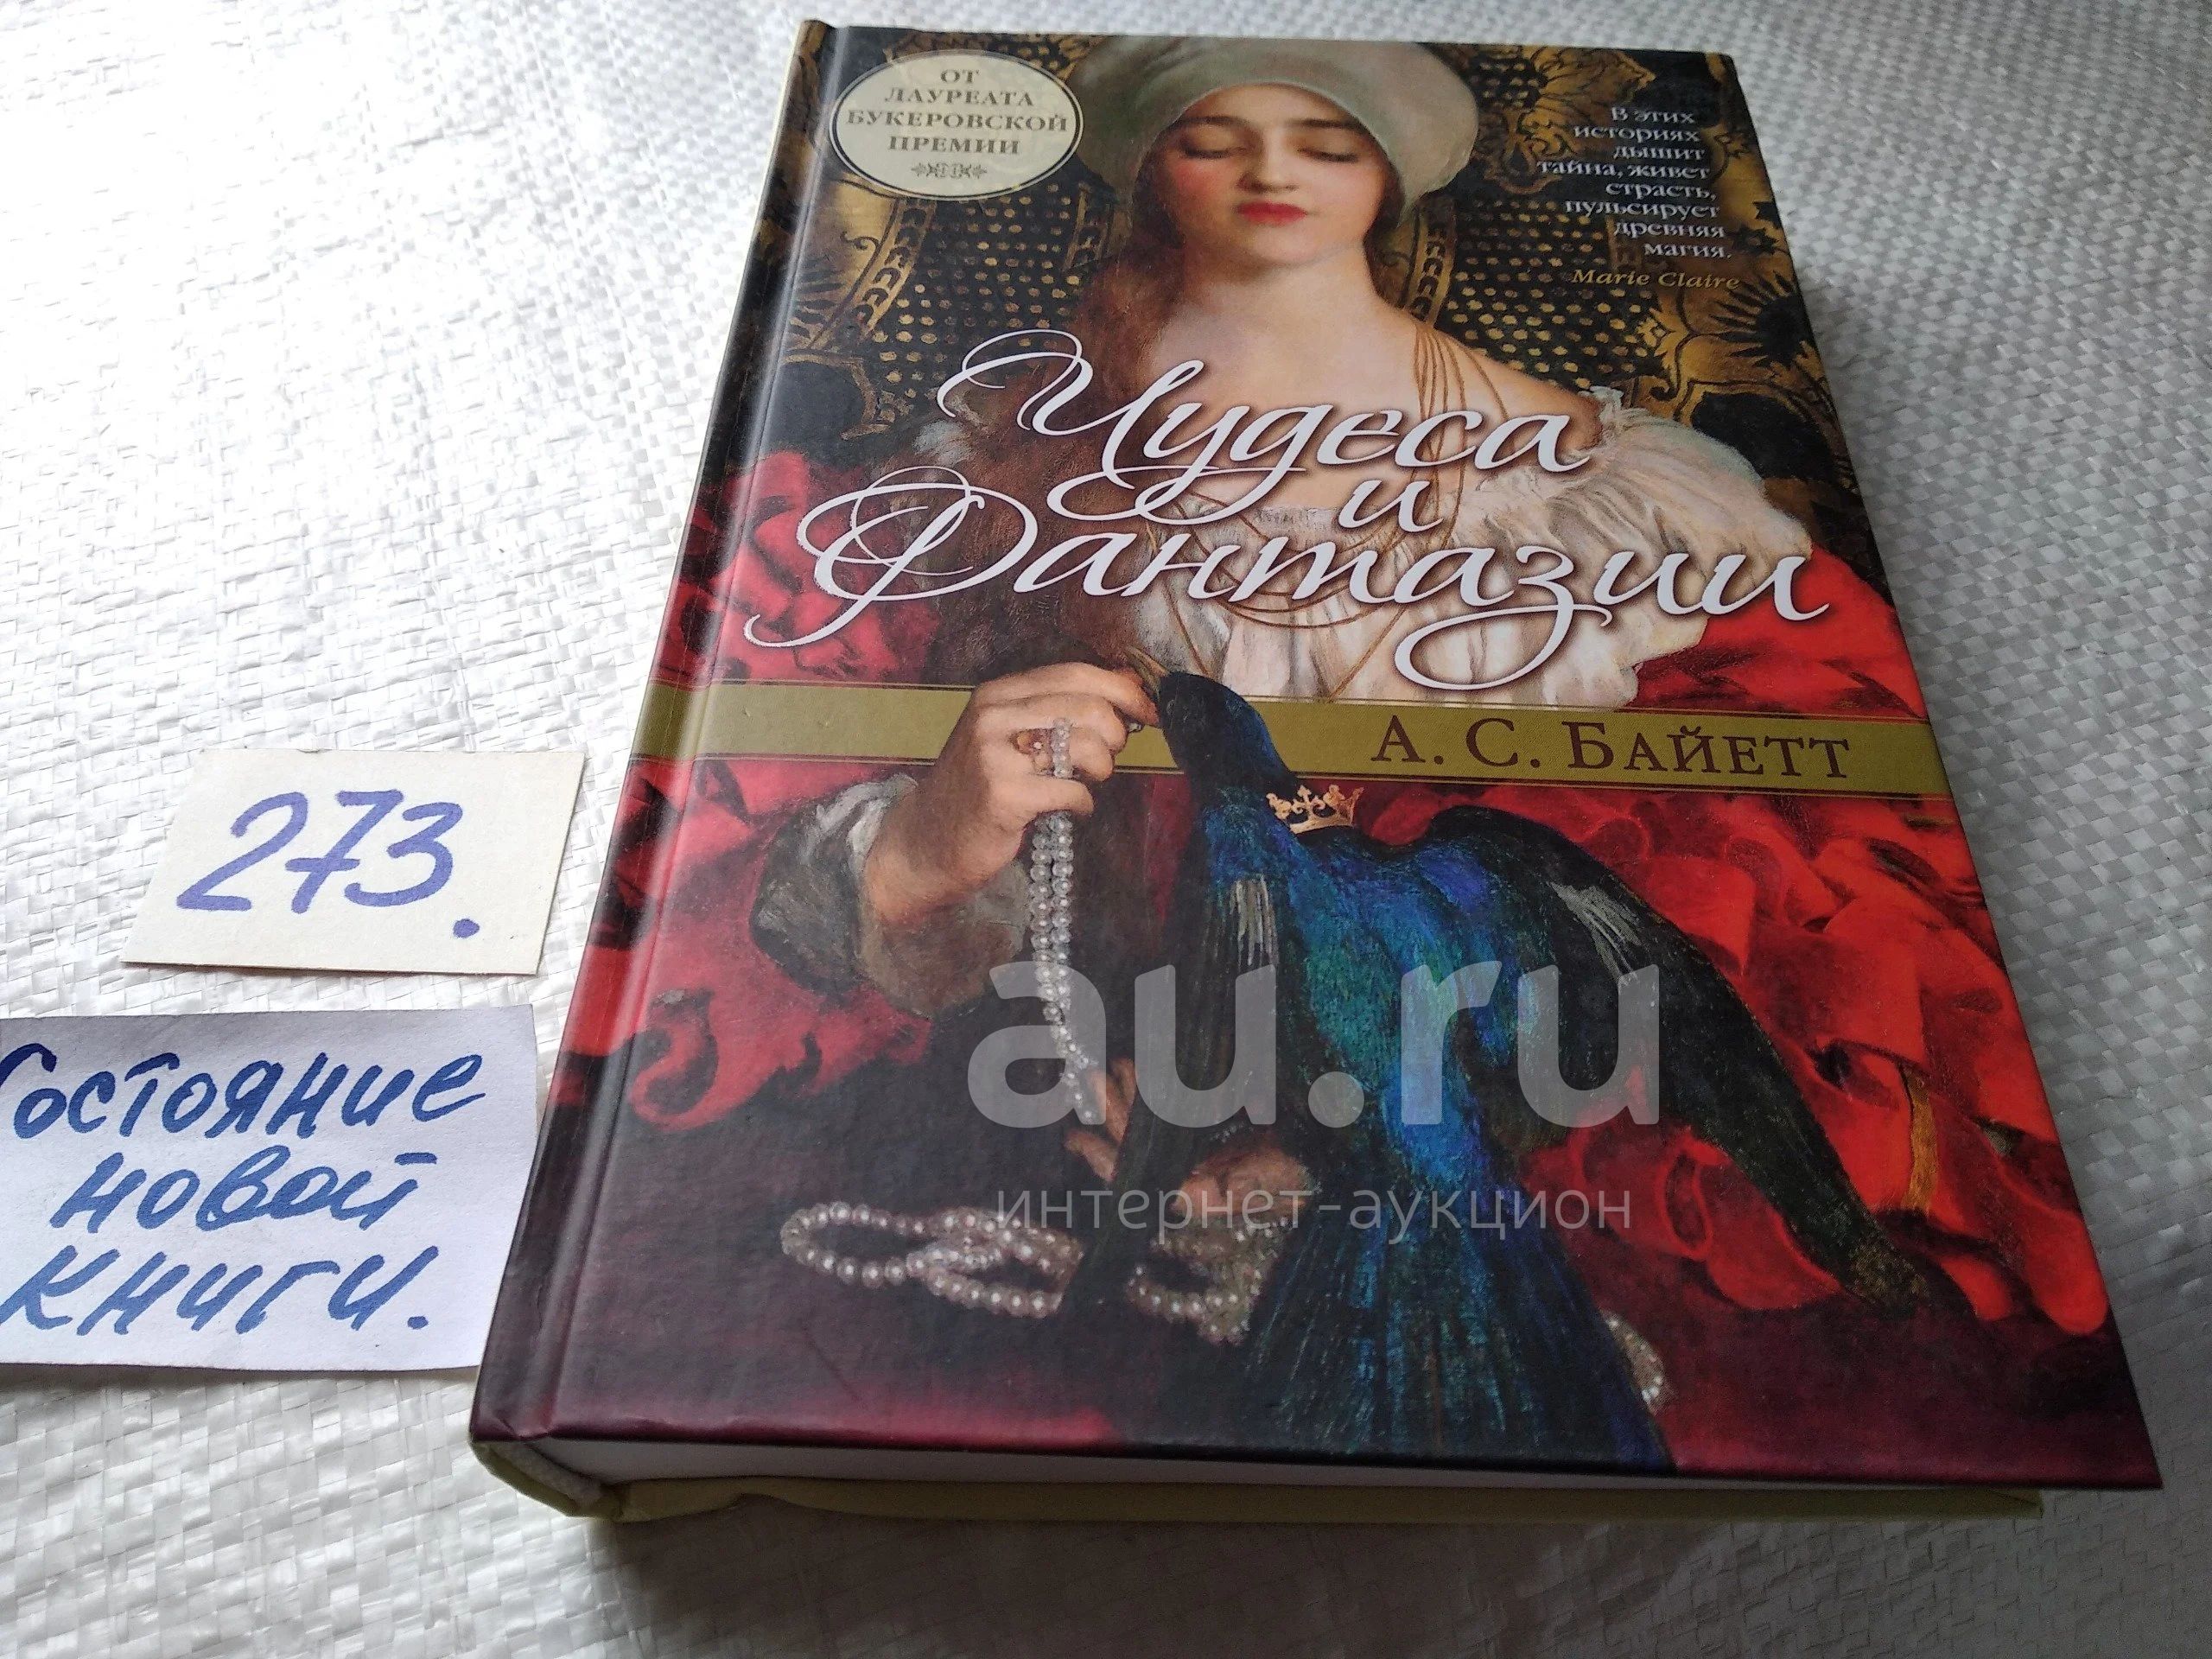 ОТ
ЛАУРЕАТА
БУКЕРОВСКОЙ
ПРЕМИИ
В этих
историях
дышит
тайна, живет
страсть,
пульсирует
древняя
магия.
Marie Claire
Чудеса
и
Фантазии
А. С. БАЙЕТТ
273.
Состояние
новой
книги.
au.ru
интернет-аукцион